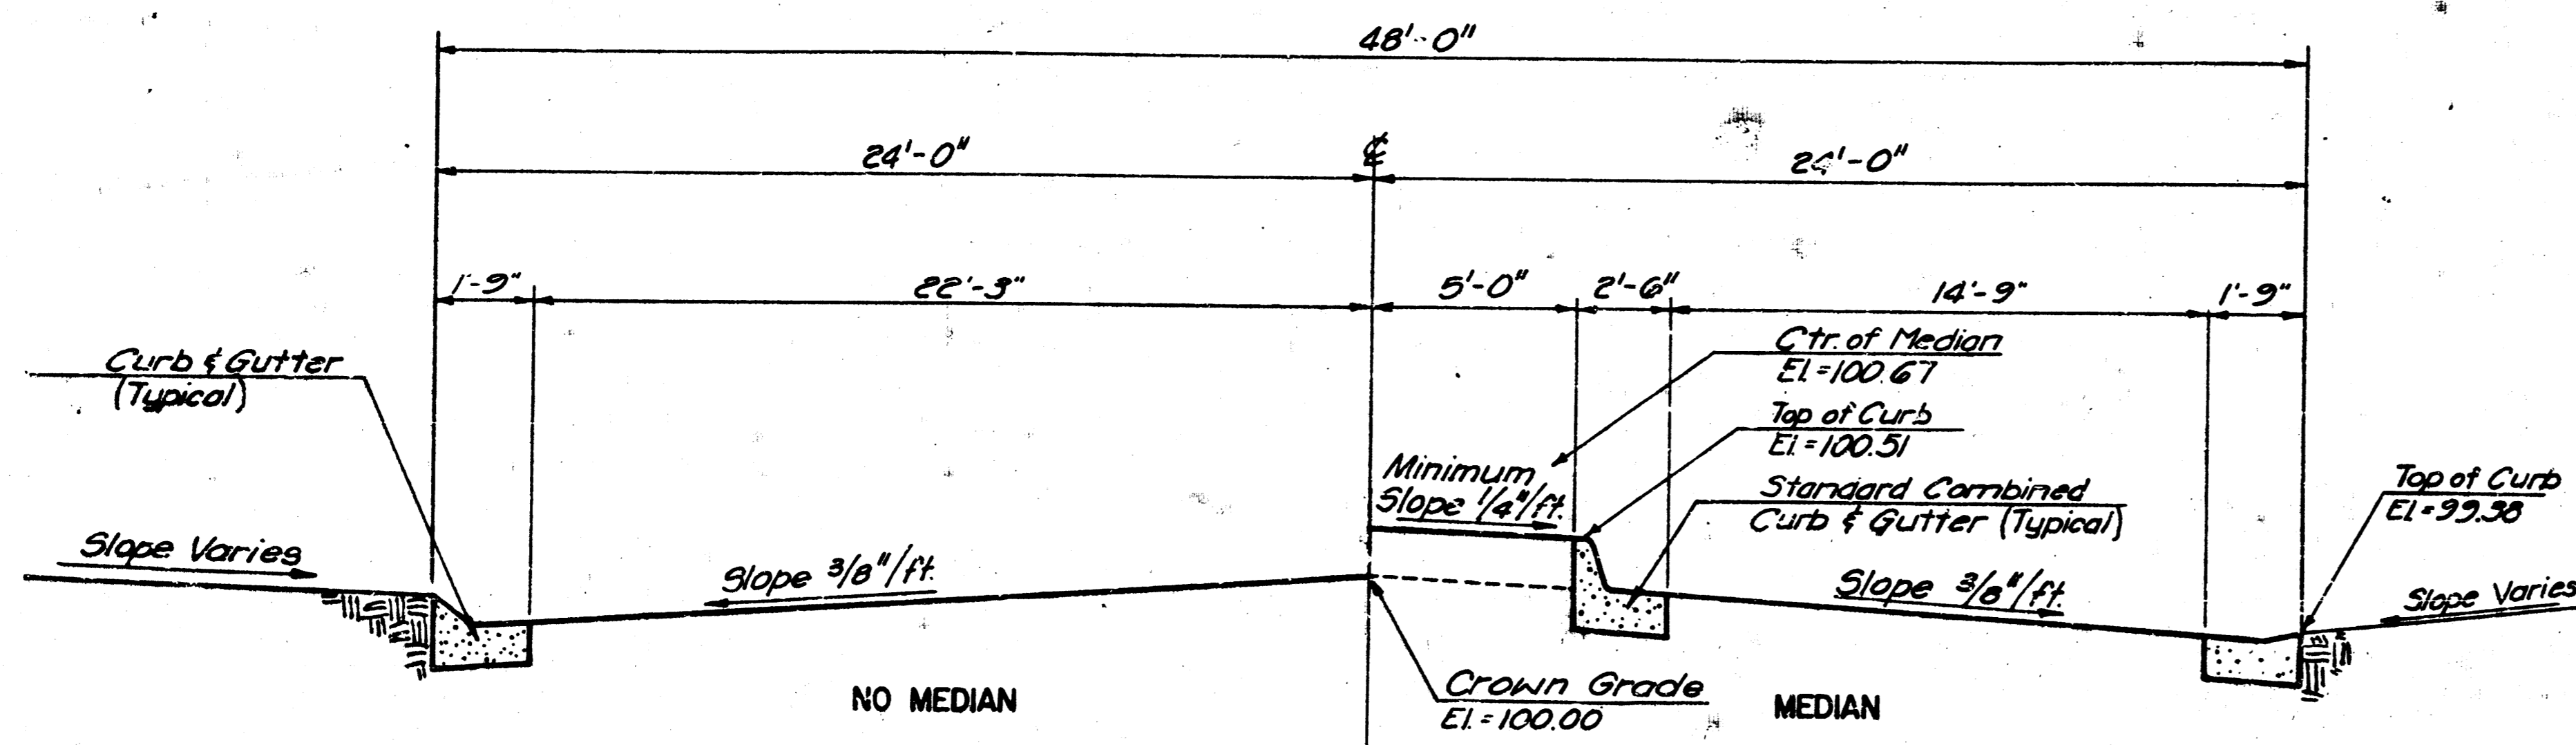 48'-0"
24'-0"
℄
24'-0"
1'-9"
22'-3"
5'-0"
2'-6"
14'-9"
1'-9"
Curb & Gutter
(Typical)
Ctr. of Median
El.=100.67
Top of Curb
El.=100.51
Minimum
Slope 1/4"/ft.
Standard Combined
Curb & Gutter (Typical)
Top of Curb
El.=99.38
Slope Varies
Slope 3/8"/ft.
Slope 3/8"/ft.
Slope Varies
NO MEDIAN
Crown Grade
El.=100.00
MEDIAN